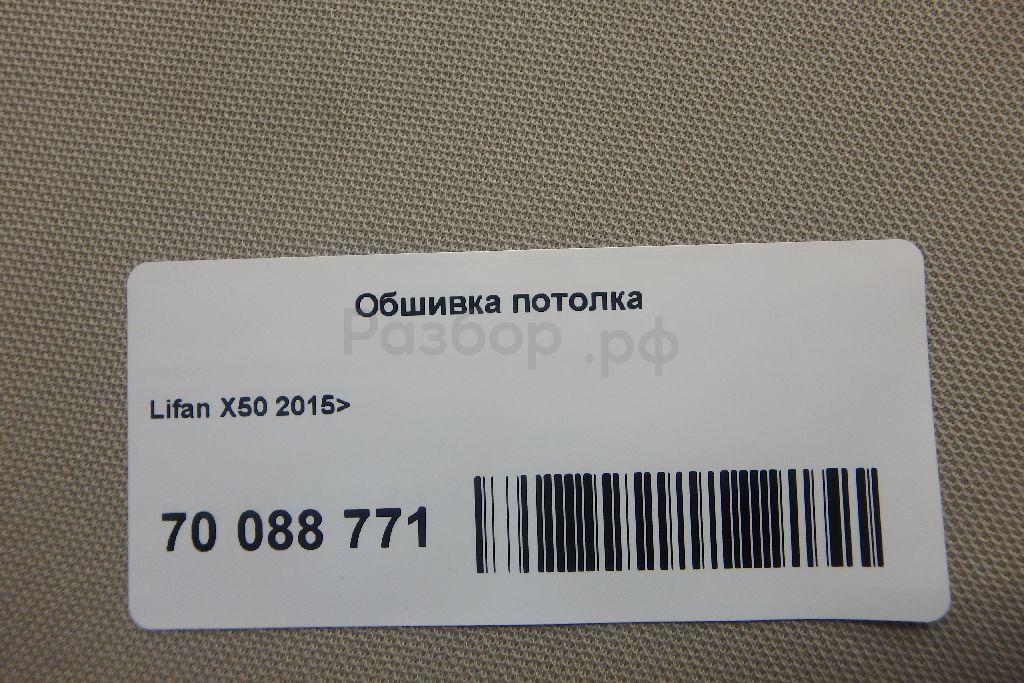 Обшивка потолка
Разбор.рф
Lifan X50 2015>
70 088 771